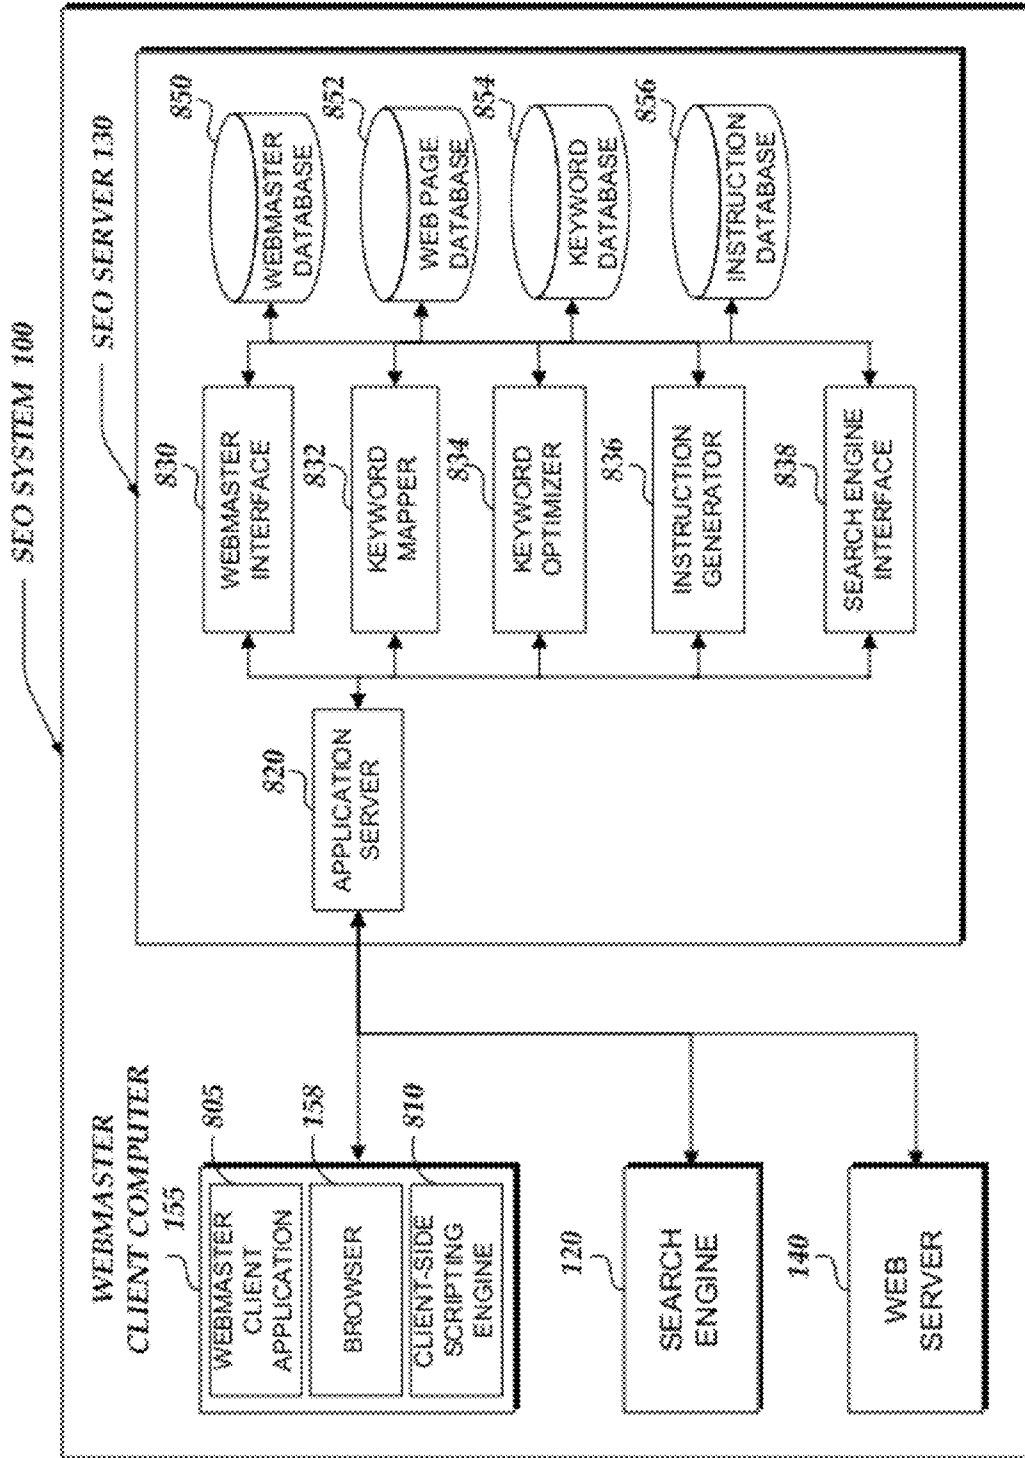 SEO SYSTEM 100
SEO SERVER 130
WEBMASTER
CLIENT COMPUTER
155
WEBMASTER
CLIENT
APPLICATION
805
BROWSER
158
CLIENT-SIDE
SCRIPTING
ENGINE
810
120
SEARCH
ENGINE
140
WEB
SERVER
820
APPLICATION
SERVER
830
WEBMASTER
INTERFACE
832
KEYWORD
MAPPER
834
KEYWORD
OPTIMIZER
836
INSTRUCTION
GENERATOR
838
SEARCH ENGINE
INTERFACE
850
WEBMASTER
DATABASE
852
WEB PAGE
DATABASE
854
KEYWORD
DATABASE
856
INSTRUCTION
DATABASE